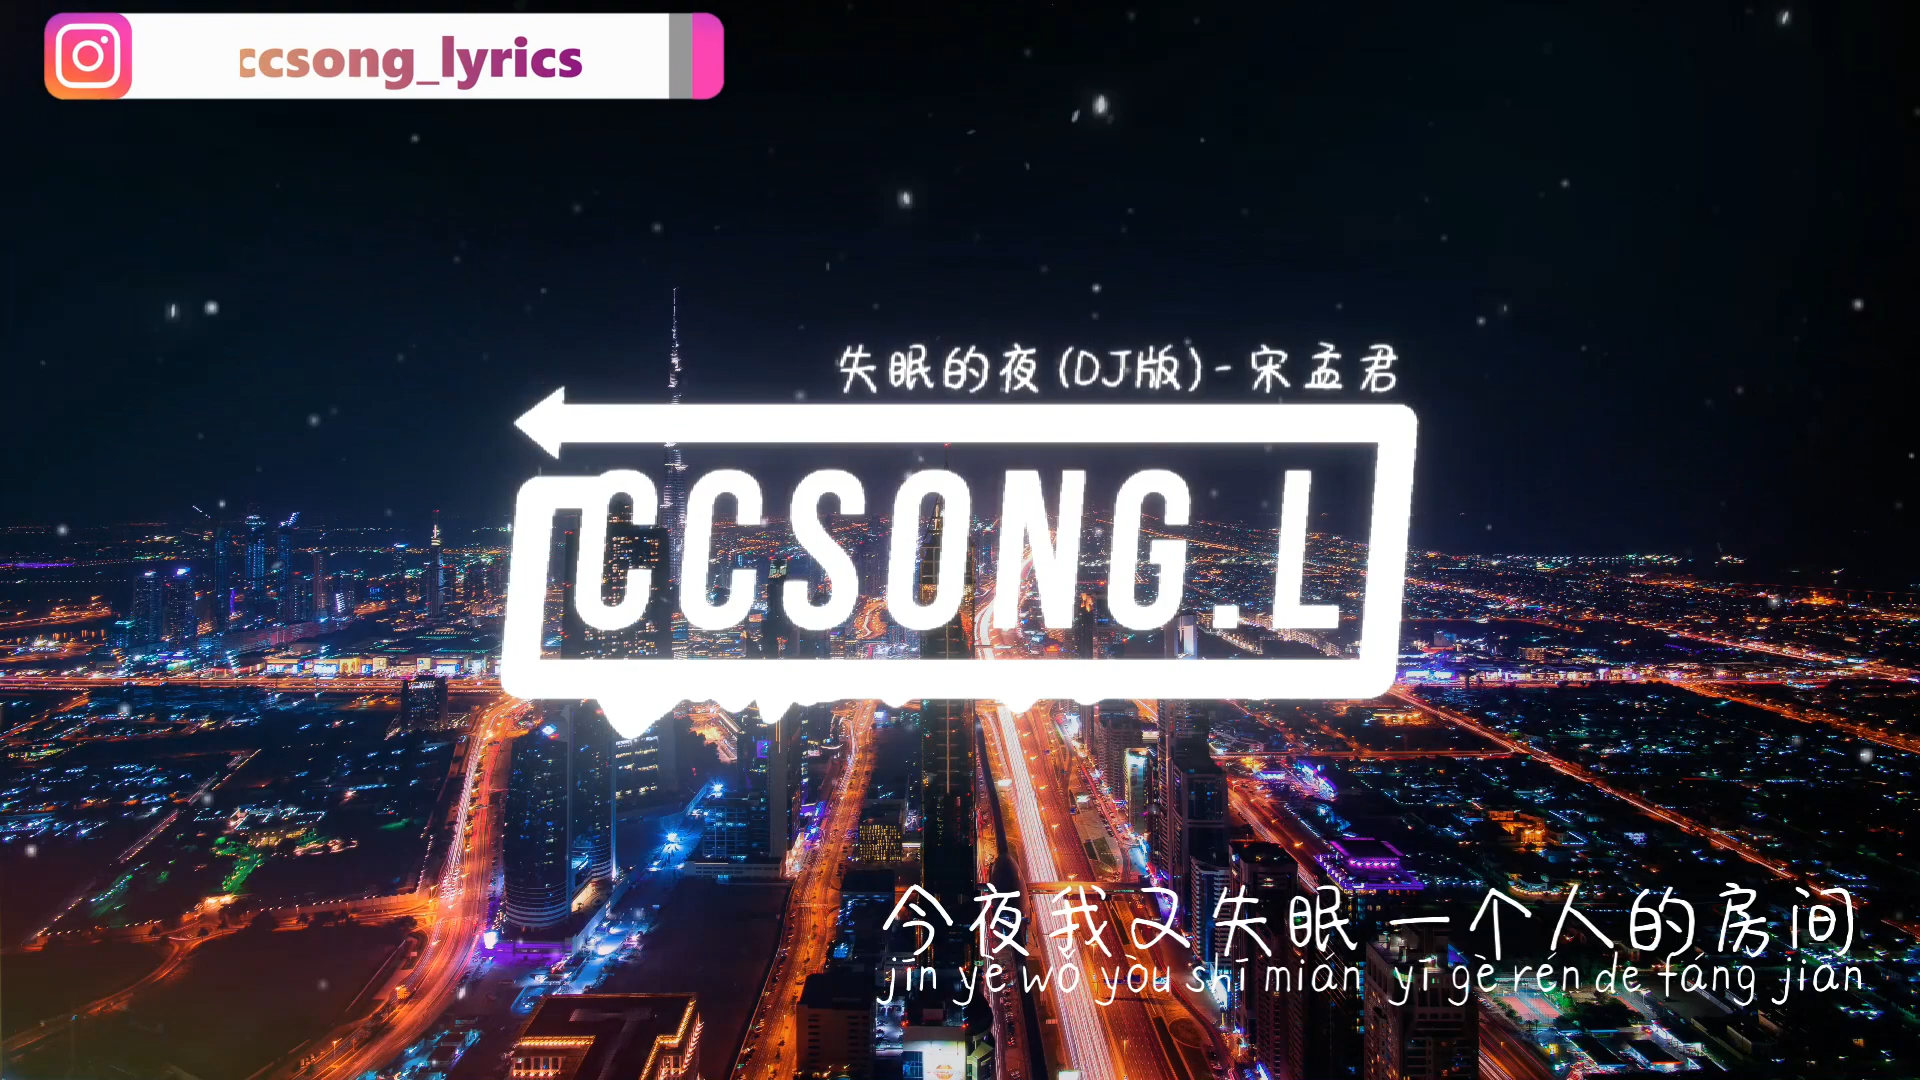 ccsong_lyrics
失眠的夜(DJ版)-宋孟君
CCSONG.L
今夜我又失眠 一个人的房间
jīn yè wǒ yòu shī mián yī gè rén de fáng jiān